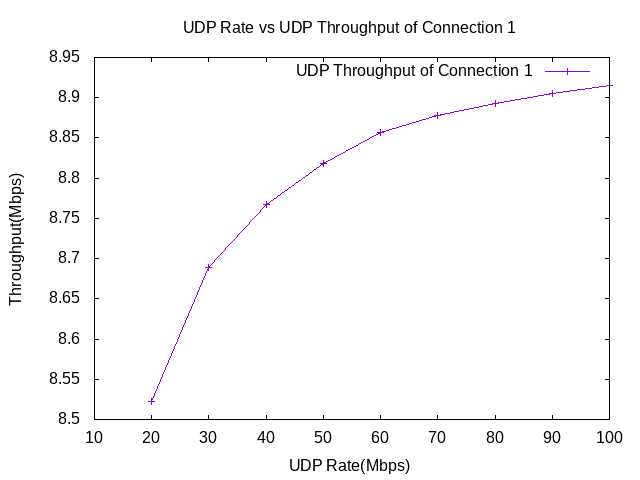 UDP Rate vs UDP Throughput of Connection 1
8.95
UDP Throughput of Connection 1
8.9
8.85
8.8
8.75
8.7
8.65
8.6
8.55
8.5
Throughput(Mbps)
10 20 30 40 50 60 70 80 90 100
UDP Rate(Mbps)